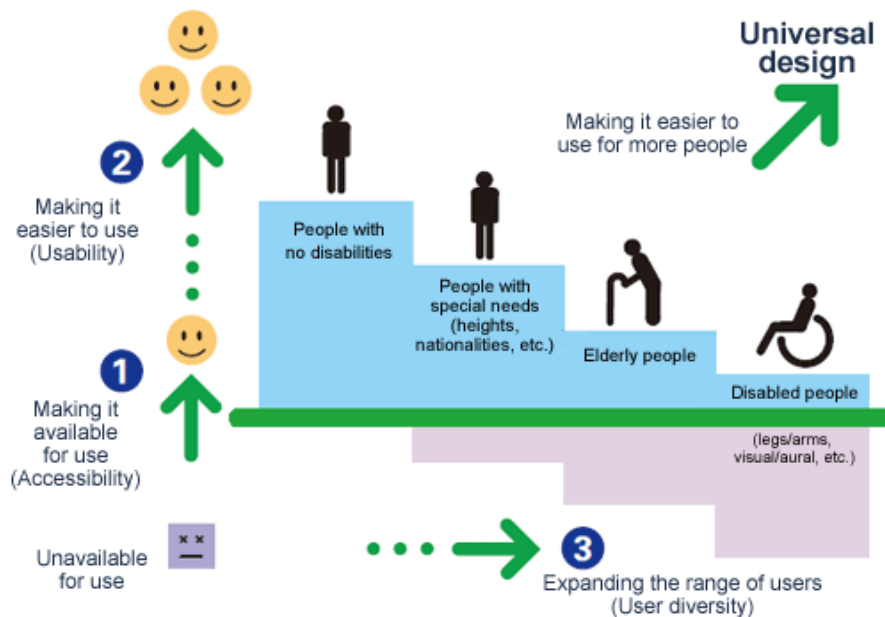 Universal
design
Making it easier to
use for more people
2
Making it
easier to use
(Usability)
People with
no disabilities
People with
special needs
(heights,
nationalities, etc.)
Elderly people
Disabled people
(legs/arms,
visual/aural, etc.)
1
Making it
available
for use
(Accessibility)
Unavailable
for use
3
Expanding the range of users
(User diversity)